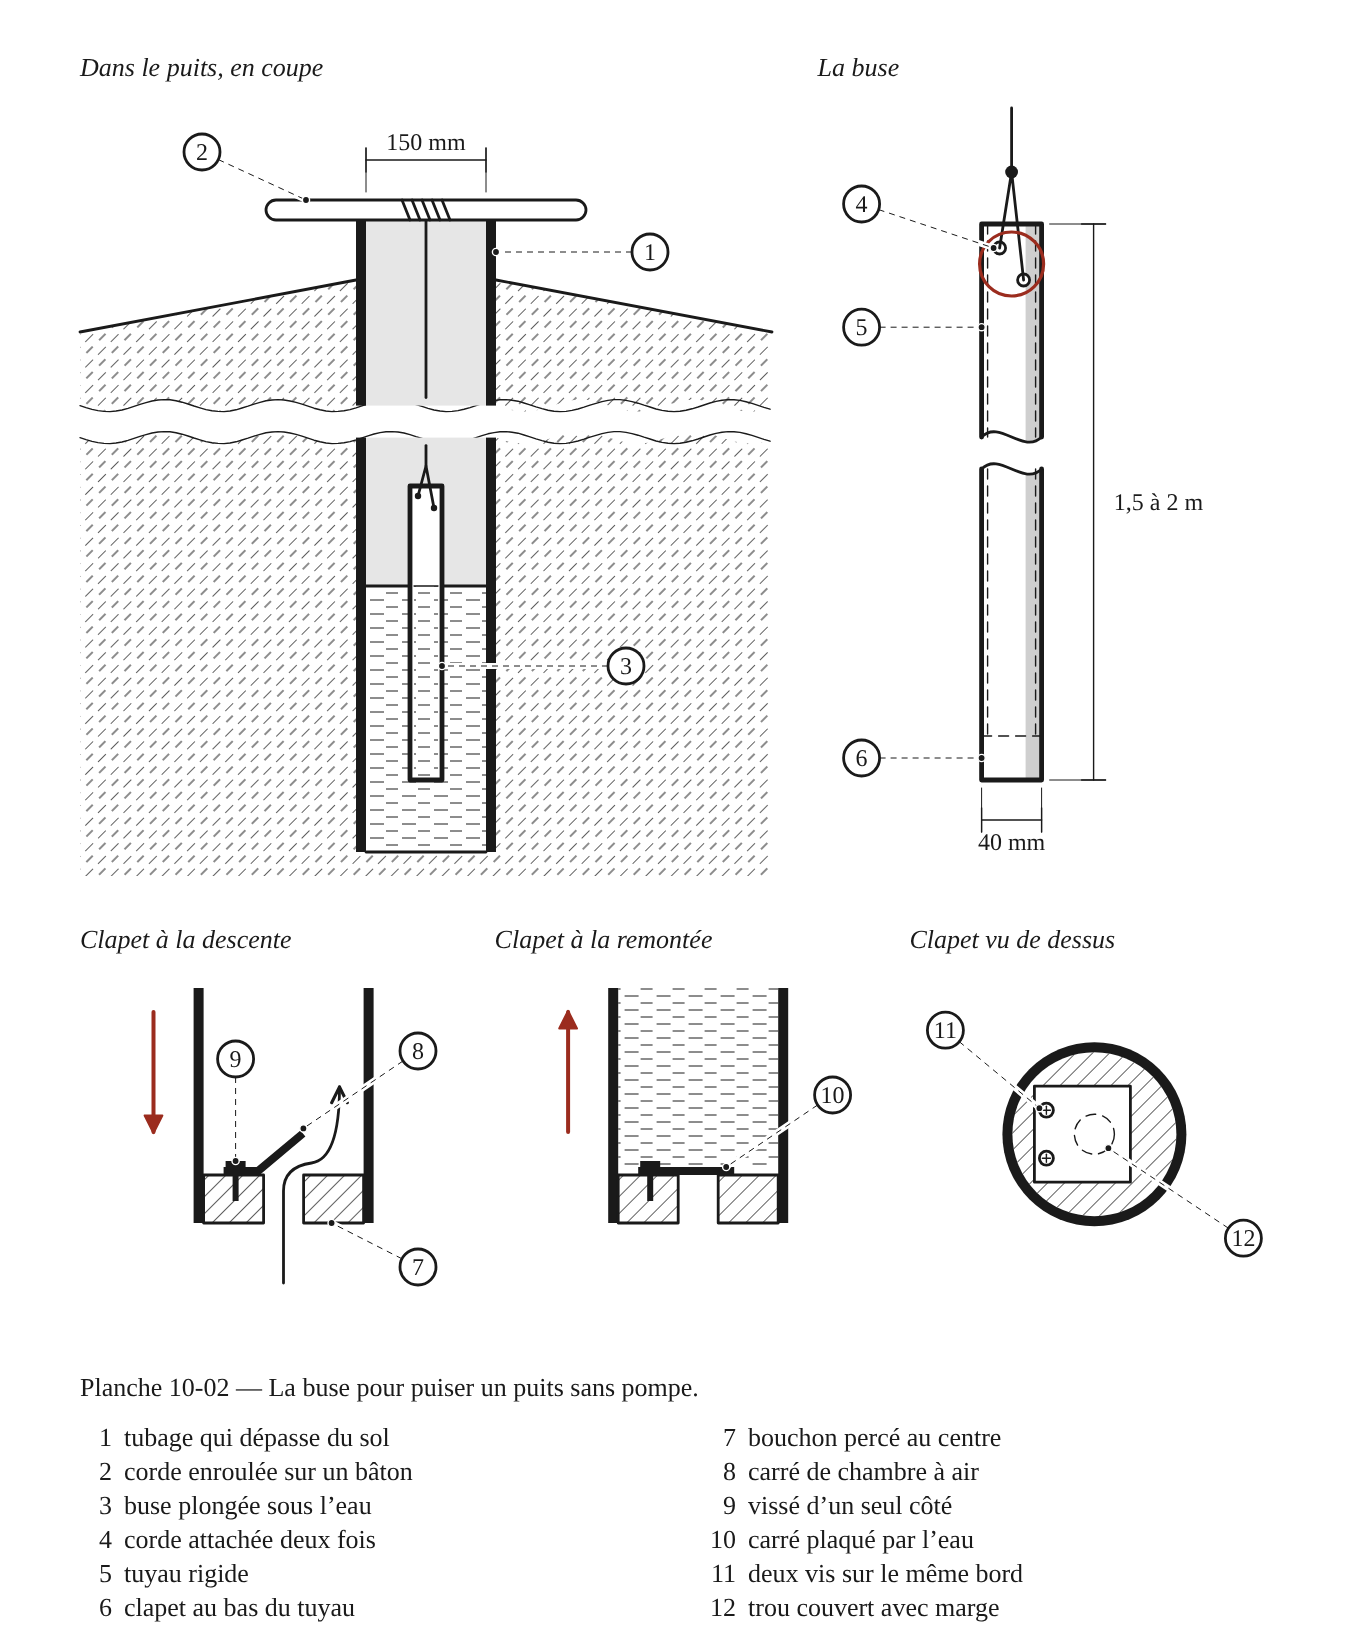 Dans le puits, en coupe
La buse
150 mm
2
1
3
4
5
6
1,5 à 2 m
40 mm
Clapet à la descente
Clapet à la remontée
Clapet vu de dessus
9
8
7
10
11
12
Planche 10-02 — La buse pour puiser un puits sans pompe.
1 tubage qui dépasse du sol
2 corde enroulée sur un bâton
3 buse plongée sous l’eau
4 corde attachée deux fois
5 tuyau rigide
6 clapet au bas du tuyau
7 bouchon percé au centre
8 carré de chambre à air
9 vissé d’un seul côté
10 carré plaqué par l’eau
11 deux vis sur le même bord
12 trou couvert avec marge